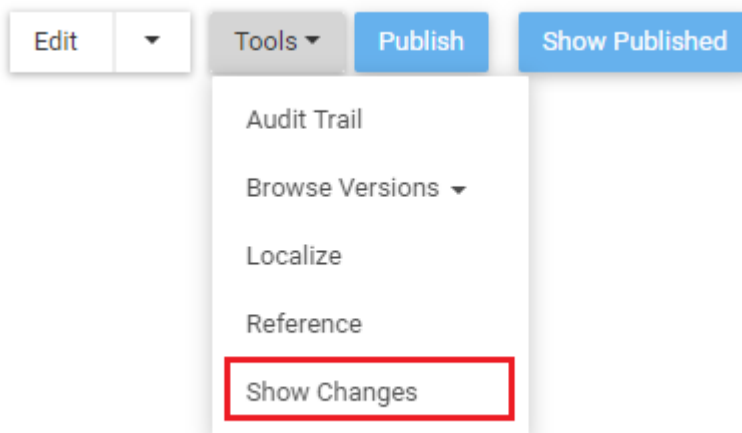 Edit Tools Publish Show Published
Audit Trail
Browse Versions
Localize
Reference
Show Changes